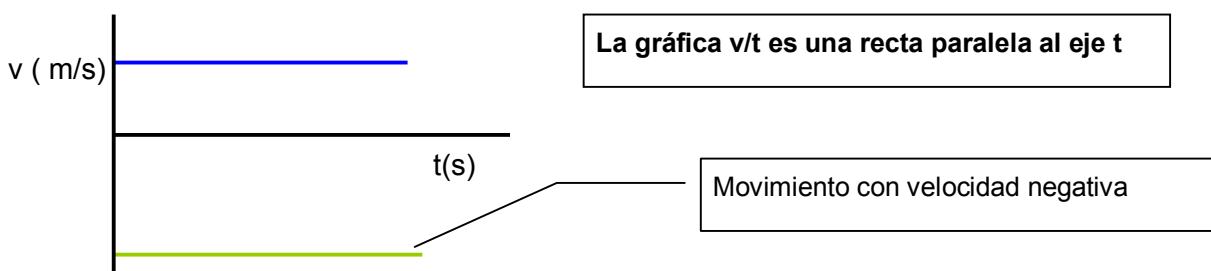 La gráfica v/t es una recta paralela al eje t
v ( m/s)
t(s)
Movimiento con velocidad negativa